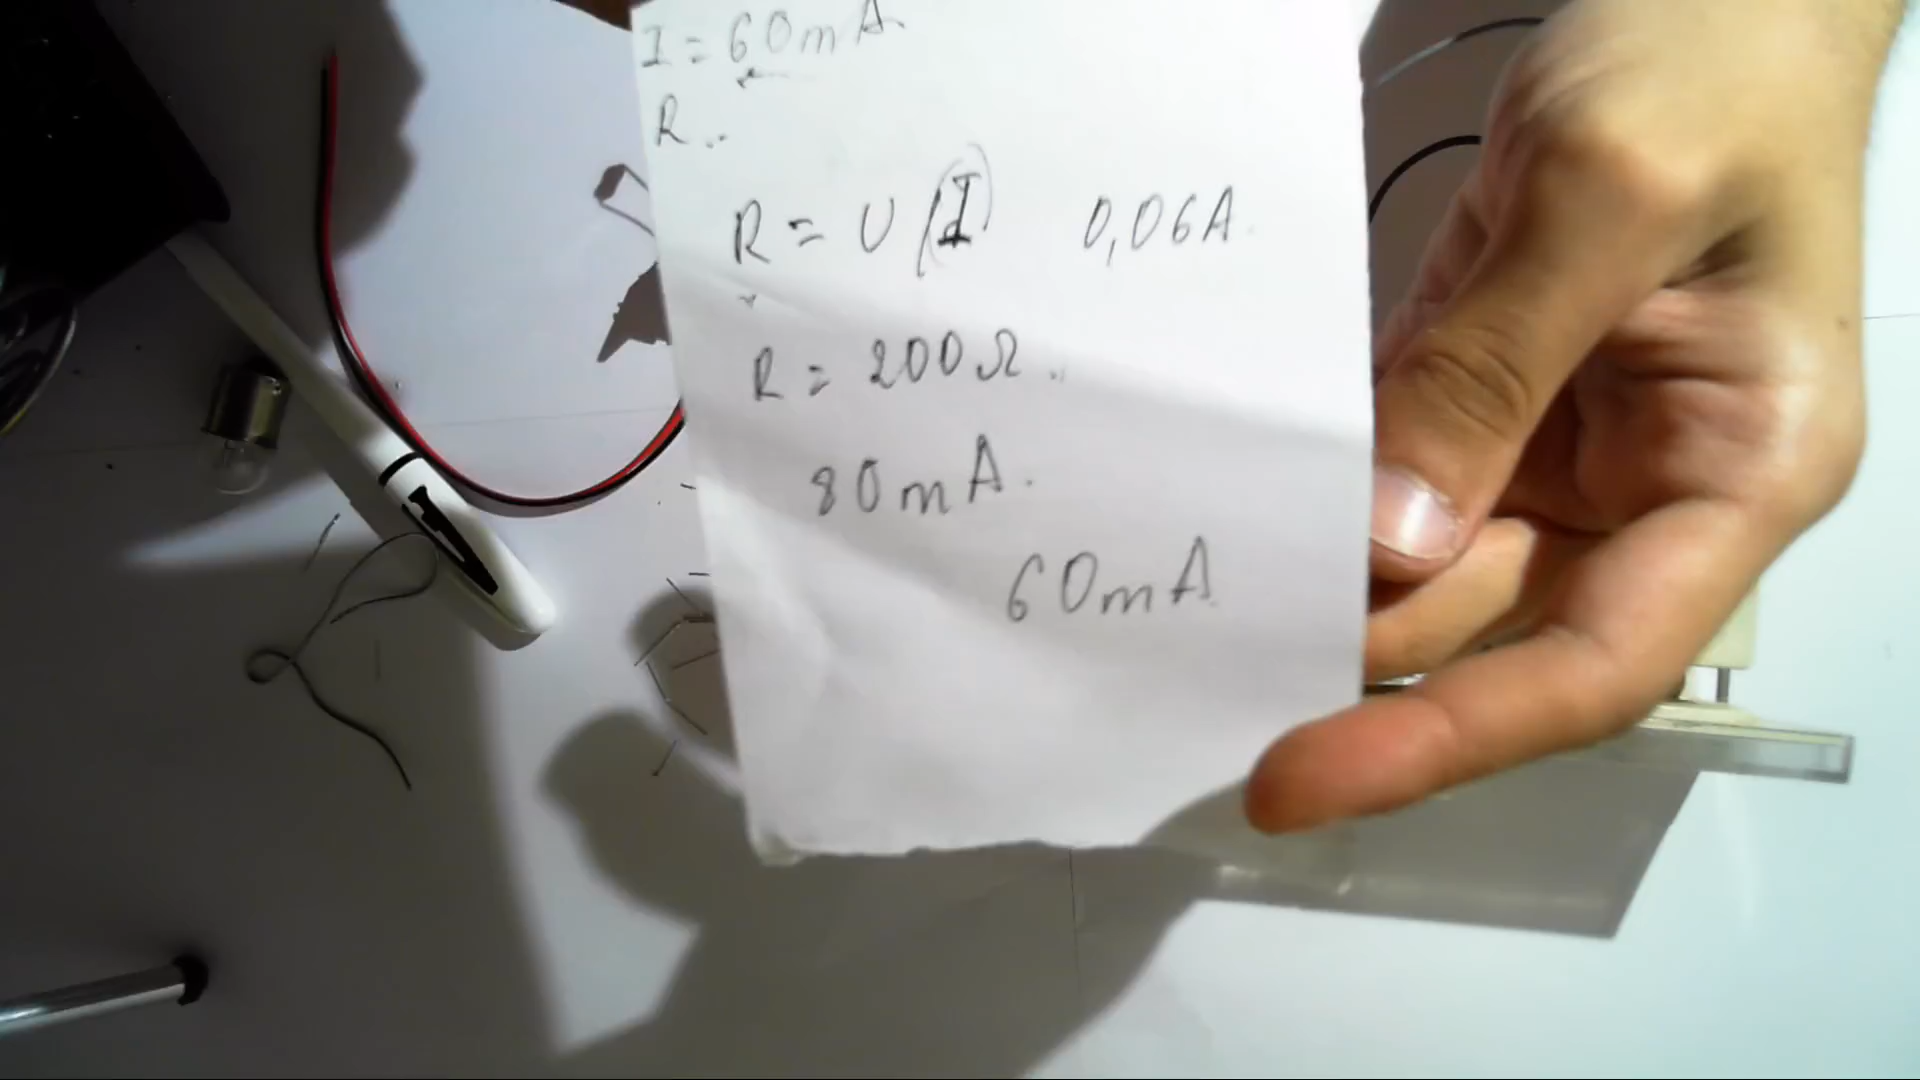 I = 60mA.
R..
R = U/(I) 0,06A.
R = 200Ω.
80mA.
60mA